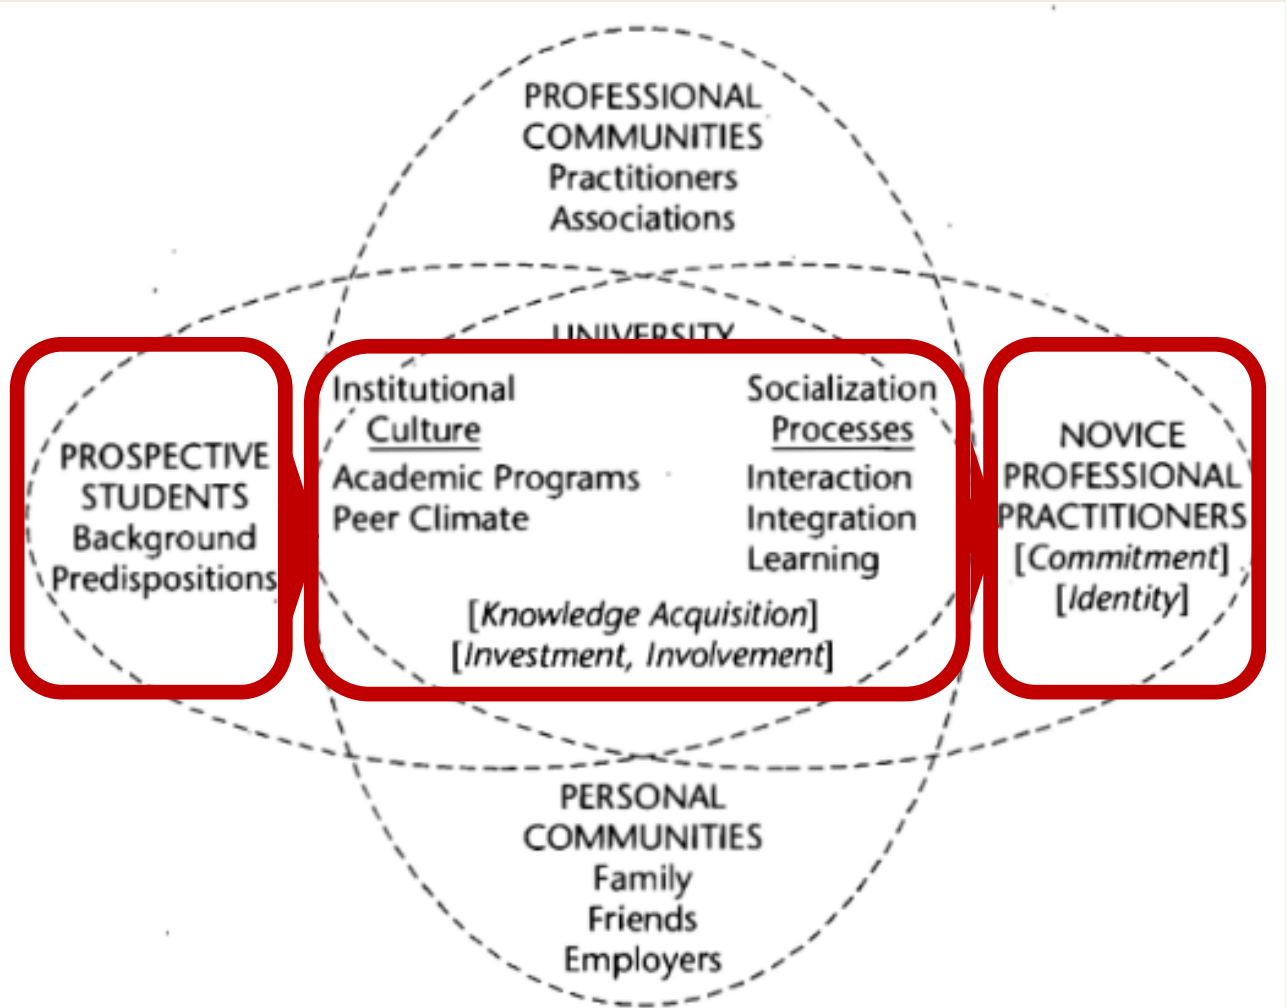 PROFESSIONAL
COMMUNITIES
Practitioners
Associations
UNIVERSITY
Institutional
Culture
Academic Programs
Peer Climate
Socialization
Processes
Interaction
Integration
Learning
[Knowledge Acquisition]
[Investment, Involvement]
PROSPECTIVE
STUDENTS
Background
Predispositions
NOVICE
PROFESSIONAL
PRACTITIONERS
[Commitment]
[Identity]
PERSONAL
COMMUNITIES
Family
Friends
Employers